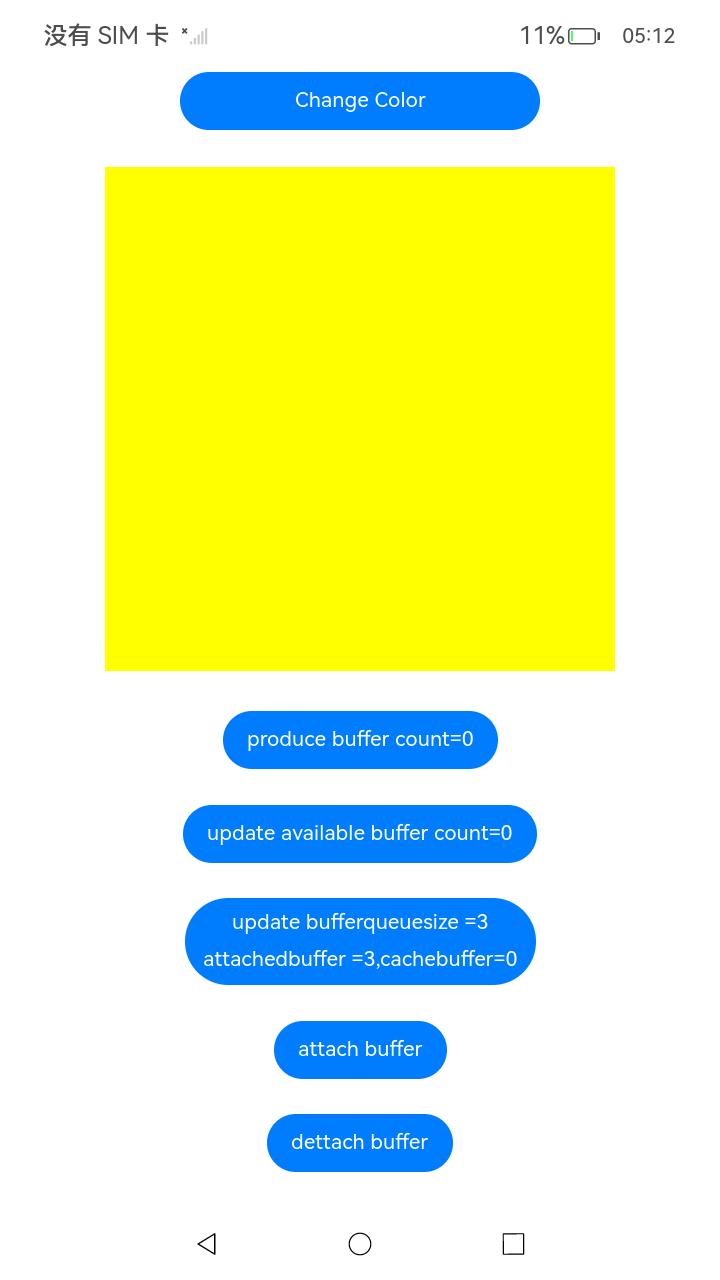 没有 SIM 卡 11% 05:12
Change Color
produce buffer count=0
update available buffer count=0
update bufferqueuesize =3
attachedbuffer =3,cachebuffer=0
attach buffer
dettach buffer